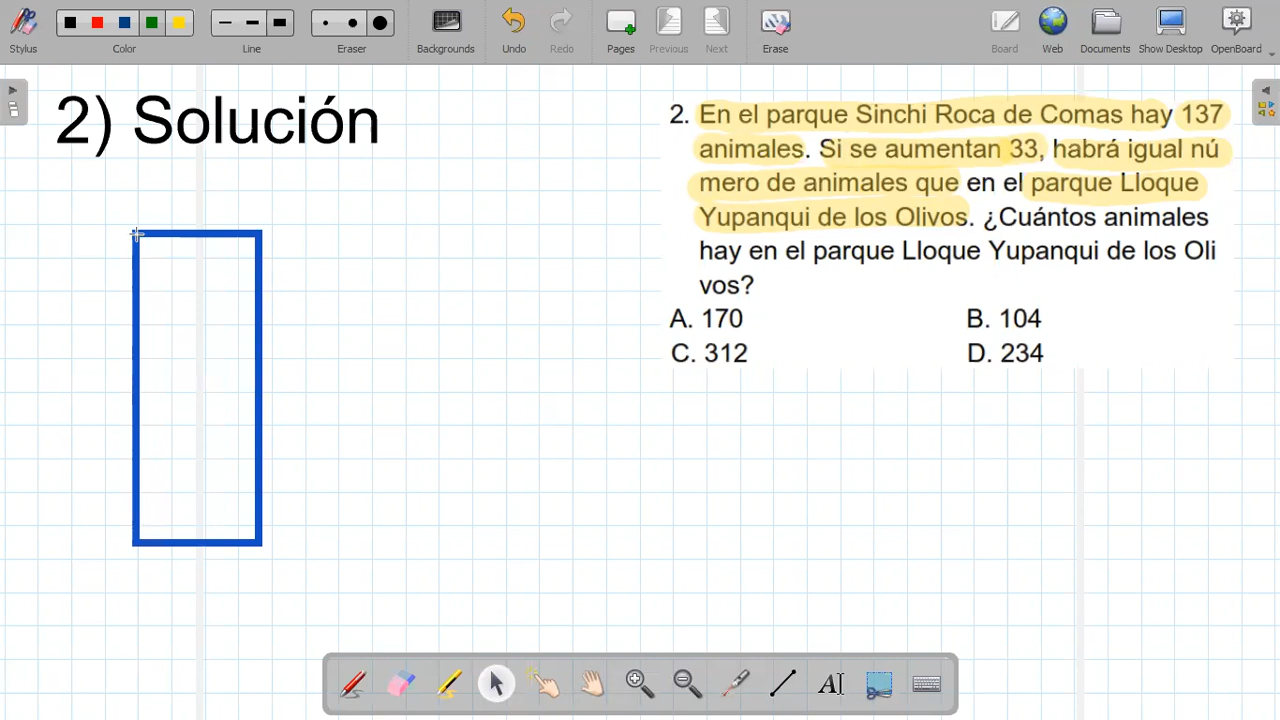 Stylus Color Line Eraser Backgrounds Undo Redo Pages Previous Next Erase Board Web Documents Show Desktop OpenBoard
2) Solución
2. En el parque Sinchi Roca de Comas hay 137
animales. Si se aumentan 33, habrá igual nú
mero de animales que en el parque Lloque
Yupanqui de los Olivos. ¿Cuántos animales
hay en el parque Lloque Yupanqui de los Oli
vos?
A. 170 B. 104
C. 312 D. 234
AI